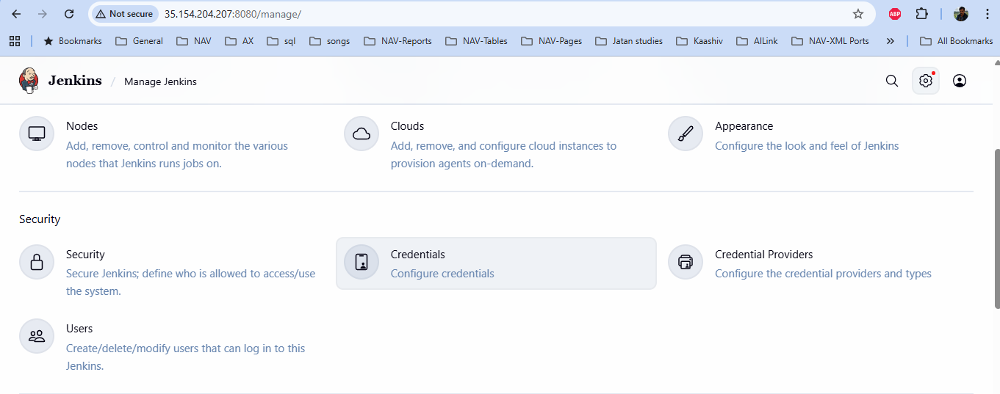 Not secure 35.154.204.207:8080/manage/
ABP
Bookmarks General NAV AX sql songs NAV-Reports NAV-Tables NAV-Pages Jatan studies Kaashiv AILink NAV-XML Ports » All Bookmarks
Jenkins / Manage Jenkins
Nodes
Add, remove, control and monitor the various
nodes that Jenkins runs jobs on.
Clouds
Add, remove, and configure cloud instances to
provision agents on-demand.
Appearance
Configure the look and feel of Jenkins
Security
Security
Secure Jenkins; define who is allowed to access/use
the system.
Credentials
Configure credentials
Credential Providers
Configure the credential providers and types
Users
Create/delete/modify users that can log in to this
Jenkins.